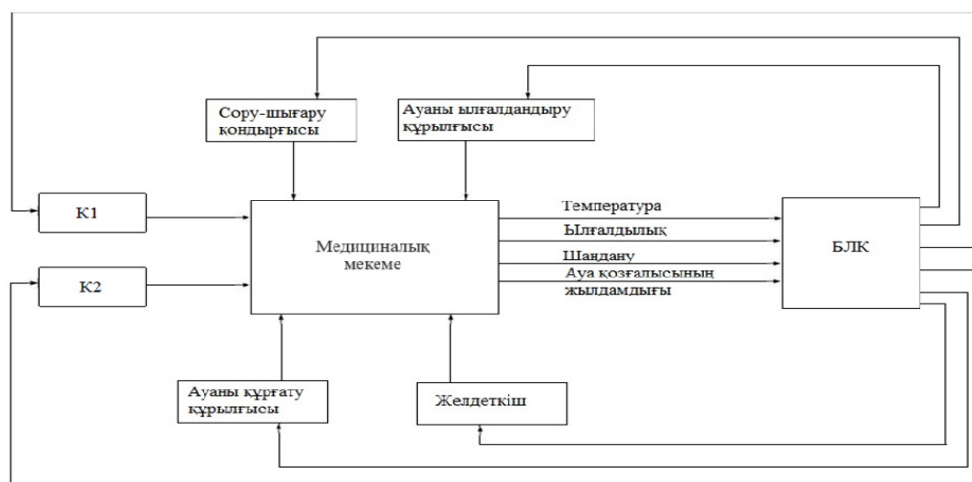 Сору-шығару
қондырғысы
Ауаны ылғалдандыру
құрылғысы
К1
К2
Медициналық
мекеме
Температура
Ылғалдылық
Шаңдану
Ауа қозғалысының
жылдамдығы
БЛК
Ауаны құрғату
құрылғысы
Желдеткіш